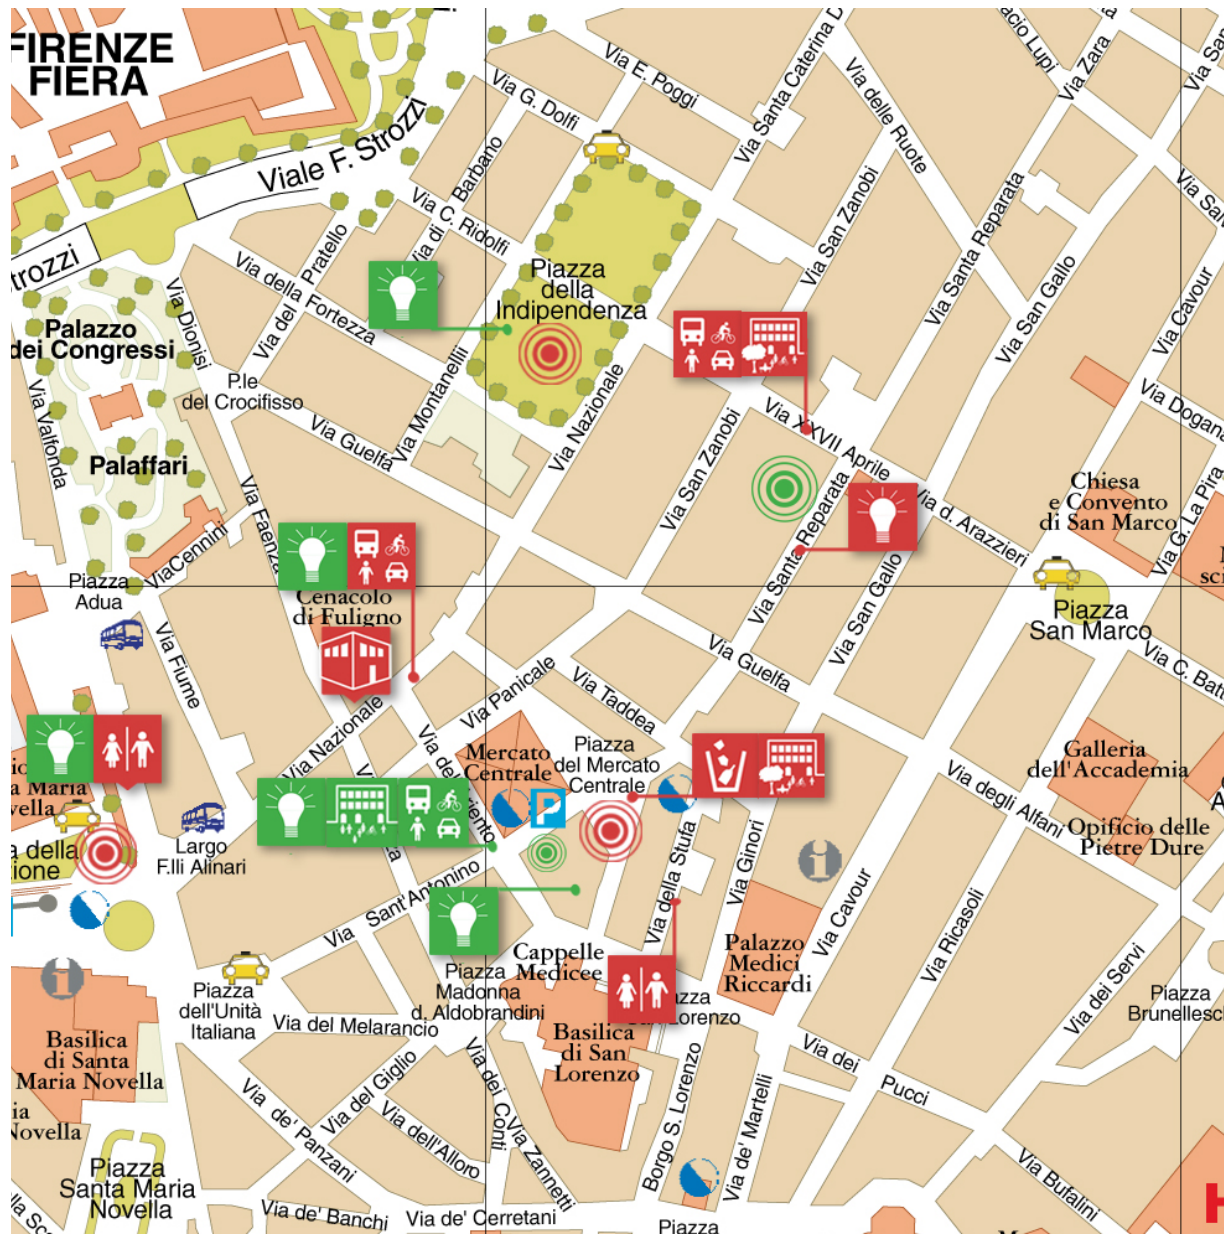 FIRENZE
FIERA
Viale F. Strozzi
Via E. Poggi
Via G. Dolfi
Via Santa Caterina D
Via delle Ruote
Via Zara
Via San Zanobi
Via Santa Reparata
Via San Gallo
Via Cavour
Via di Barbano
Via C. Ridolfi
Via del Pratello
Via della Fortezza
Via Dionisi
Strozzi
Palazzo
dei Congressi
Piazza
della
Indipendenza
P.le
del Crocifisso
Via Valfonda
Via Guelfa
Via Montanelli
Via Nazionale
Via San Zanobi
Via XXVII Aprile
Via Dogana
Palaffari
Via Faenza
Via Cennini
Via Santa Reparata
Via d. Arazzieri
Chiesa
e Convento
di San Marco
Via G. La Pira
Via San Gallo
Piazza
Adua
Cenacolo
di Fuligno
Piazza
San Marco
Via Fiume
Via Nazionale
Via Panicale
Via Taddea
Via Guelfa
Via C. Batt
Mercato
Centrale
Piazza
del Mercato
Centrale
P
Galleria
dell'Accademia
Via degli Alfani
Opificio delle
Pietre Dure
Largo
F.lli Alinari
Via Sant'Antonino
Via della Stufa
Via Ginori
i
Via Cavour
Via Ricasoli
Via dei Servi
Cappelle
Medicee
Palazzo
Medici
Riccardi
i
Piazza
dell'Unità
Italiana
Piazza
Madonna
d. Aldobrandini
Piazza
Brunellesc
Via del Melarancio
Basilica
di San
Lorenzo
Basilica
di Santa
Maria Novella
Via dei Pucci
Via del Giglio
Via dei Conti
Via de' Panzani
Via dell'Alloro
Via Zannetti
Borgo S. Lorenzo
Via de' Martelli
Via Bufalini
Piazza
Santa Maria
Novella
Via de' Banchi
Via de' Cerretani
Piazza
H